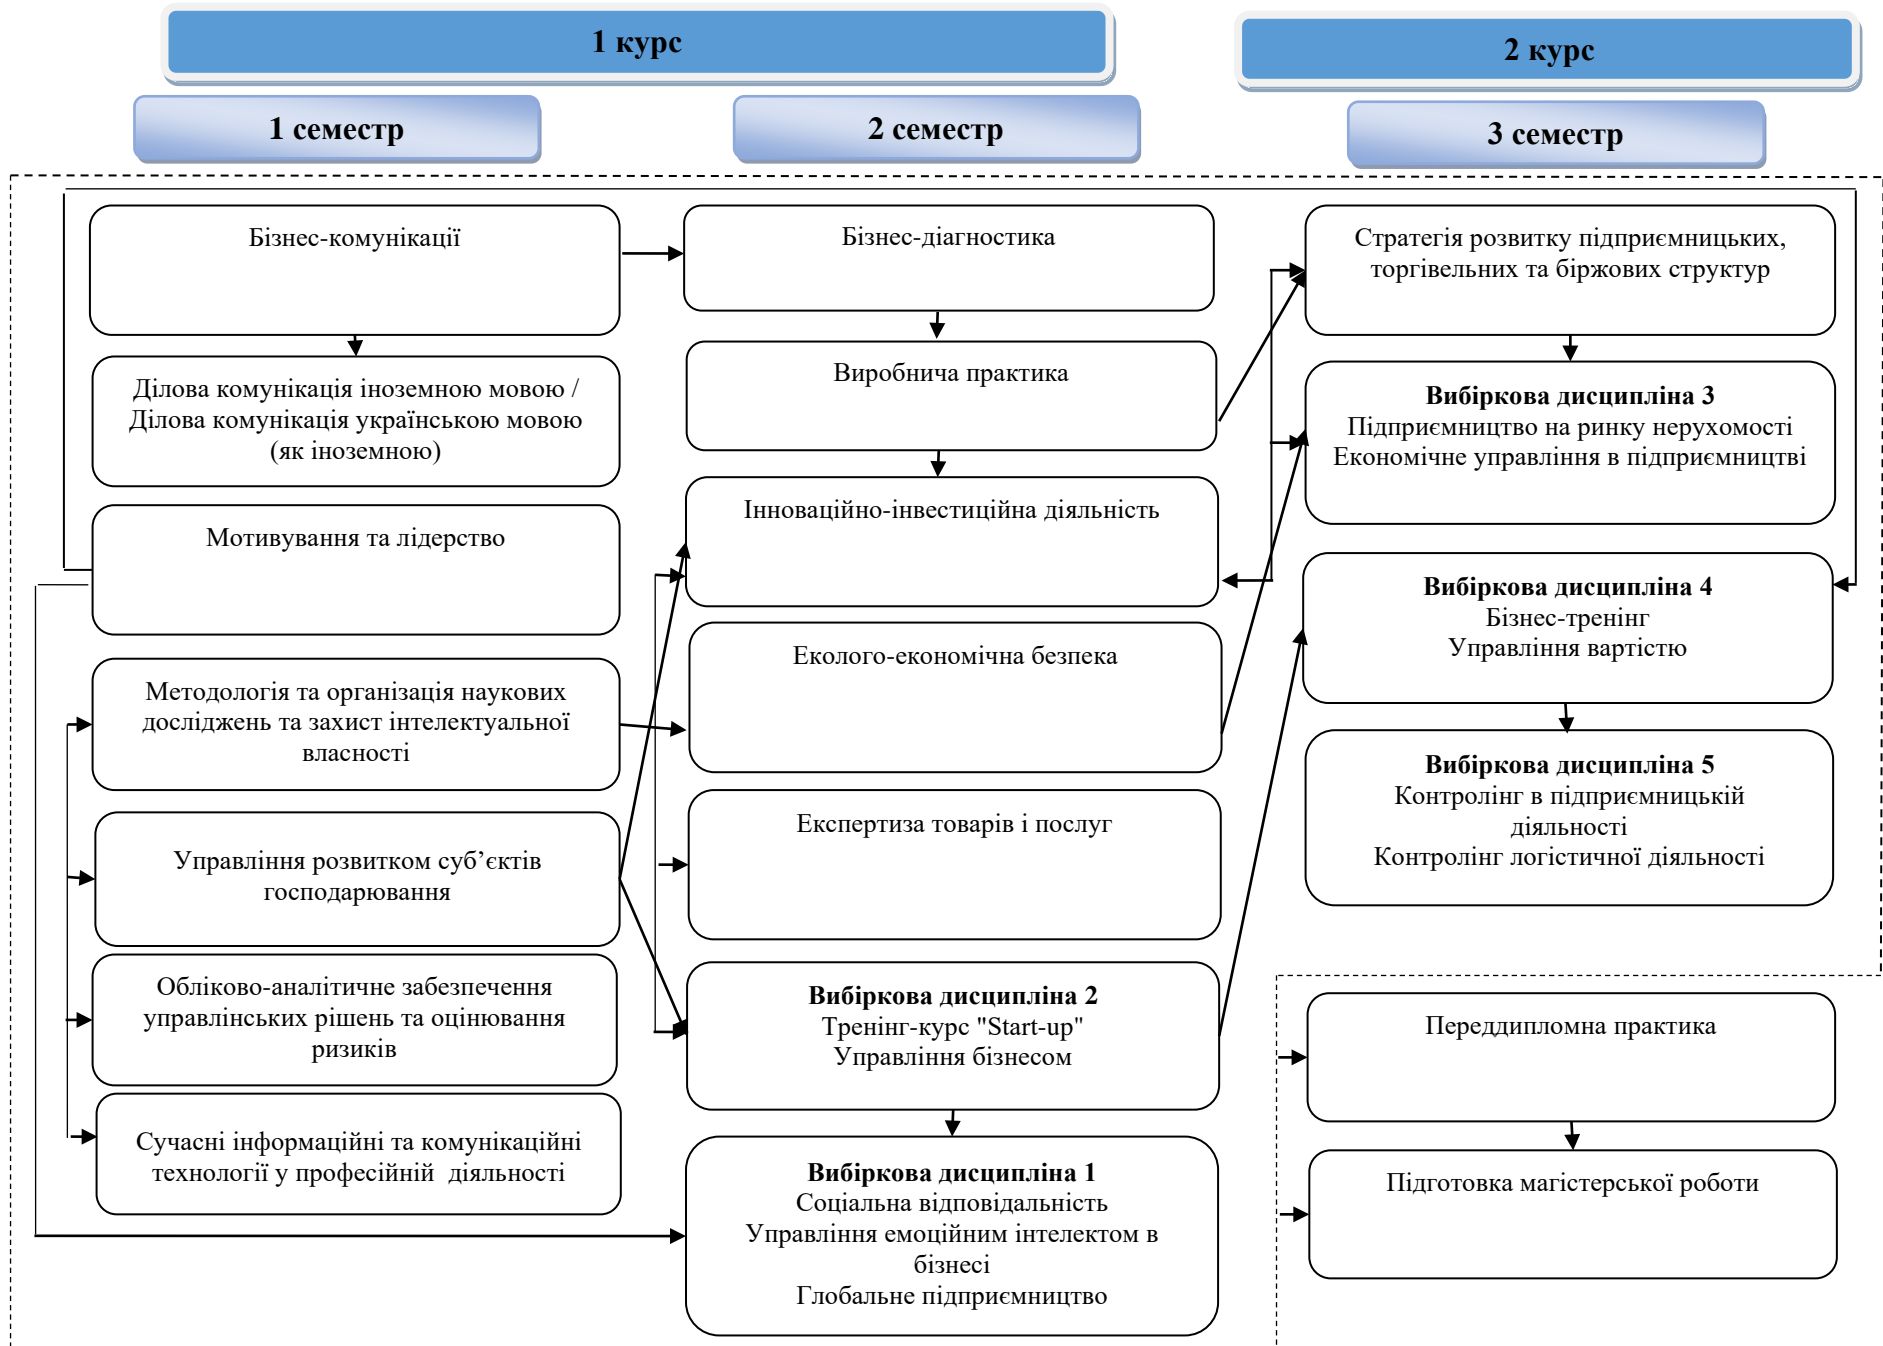 1 курс
2 курс
1 семестр
2 семестр
3 семестр
Бізнес-комунікації
Ділова комунікація іноземною мовою /
Ділова комунікація українською мовою
(як іноземною)
Мотивування та лідерство
Методологія та організація наукових
досліджень та захист інтелектуальної
власності
Управління розвитком суб’єктів
господарювання
Обліково-аналітичне забезпечення
управлінських рішень та оцінювання
ризиків
Сучасні інформаційні та комунікаційні
технології у професійній  діяльності
Бізнес-діагностика
Виробнича практика
Інноваційно-інвестиційна діяльність
Еколого-економічна безпека
Експертиза товарів і послуг
Вибіркова дисципліна 2
Тренінг-курс "Start-up"
Управління бізнесом
Вибіркова дисципліна 1
Соціальна відповідальність
Управління емоційним інтелектом в
бізнесі
Глобальне підприємництво
Стратегія розвитку підприємницьких,
торгівельних та біржових структур
Вибіркова дисципліна 3
Підприємництво на ринку нерухомості
Економічне управління в підприємництві
Вибіркова дисципліна 4
Бізнес-тренінг
Управління вартістю
Вибіркова дисципліна 5
Контролінг в підприємницькій
діяльності
Контролінг логістичної діяльності
Переддипломна практика
Підготовка магістерської роботи